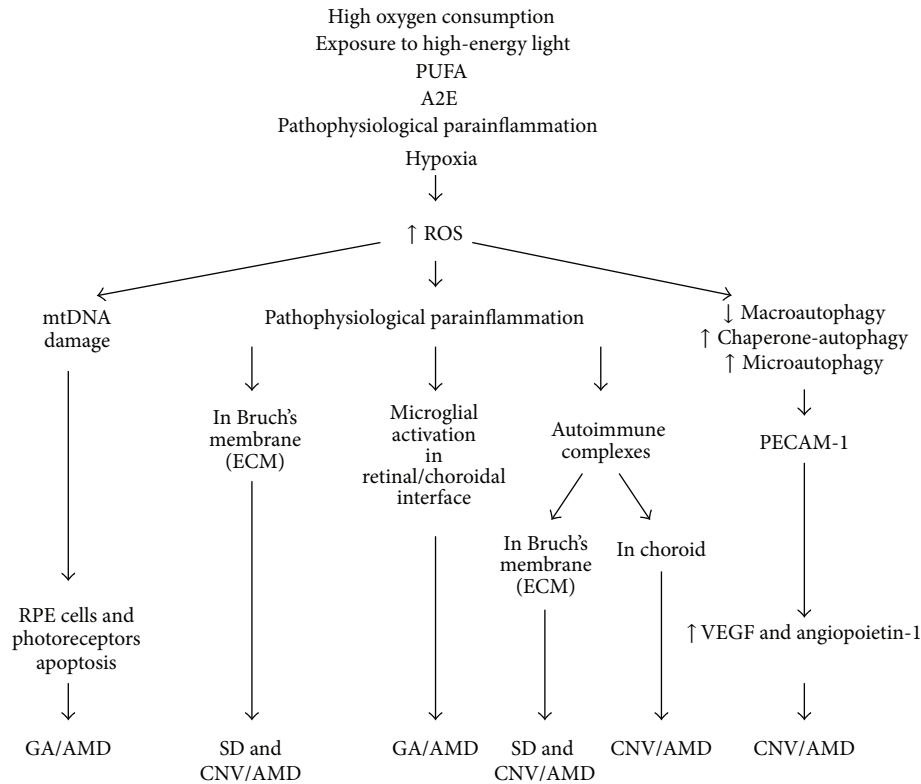 High oxygen consumption
Exposure to high-energy light
PUFA
A2E
Pathophysiological parainflammation
Hypoxia
↑ ROS
mtDNA
damage
Pathophysiological parainflammation
↓ Macroautophagy
↑ Chaperone-autophagy
↑ Microautophagy
In Bruch's
membrane
(ECM)
Microglial
activation
in
retinal/choroidal
interface
Autoimmune
complexes
PECAM-1
In Bruch's
membrane
(ECM)
In choroid
RPE cells and
photoreceptors
apoptosis
↑ VEGF and angiopoietin-1
GA/AMD
SD and
CNV/AMD
GA/AMD
SD and
CNV/AMD
CNV/AMD
CNV/AMD